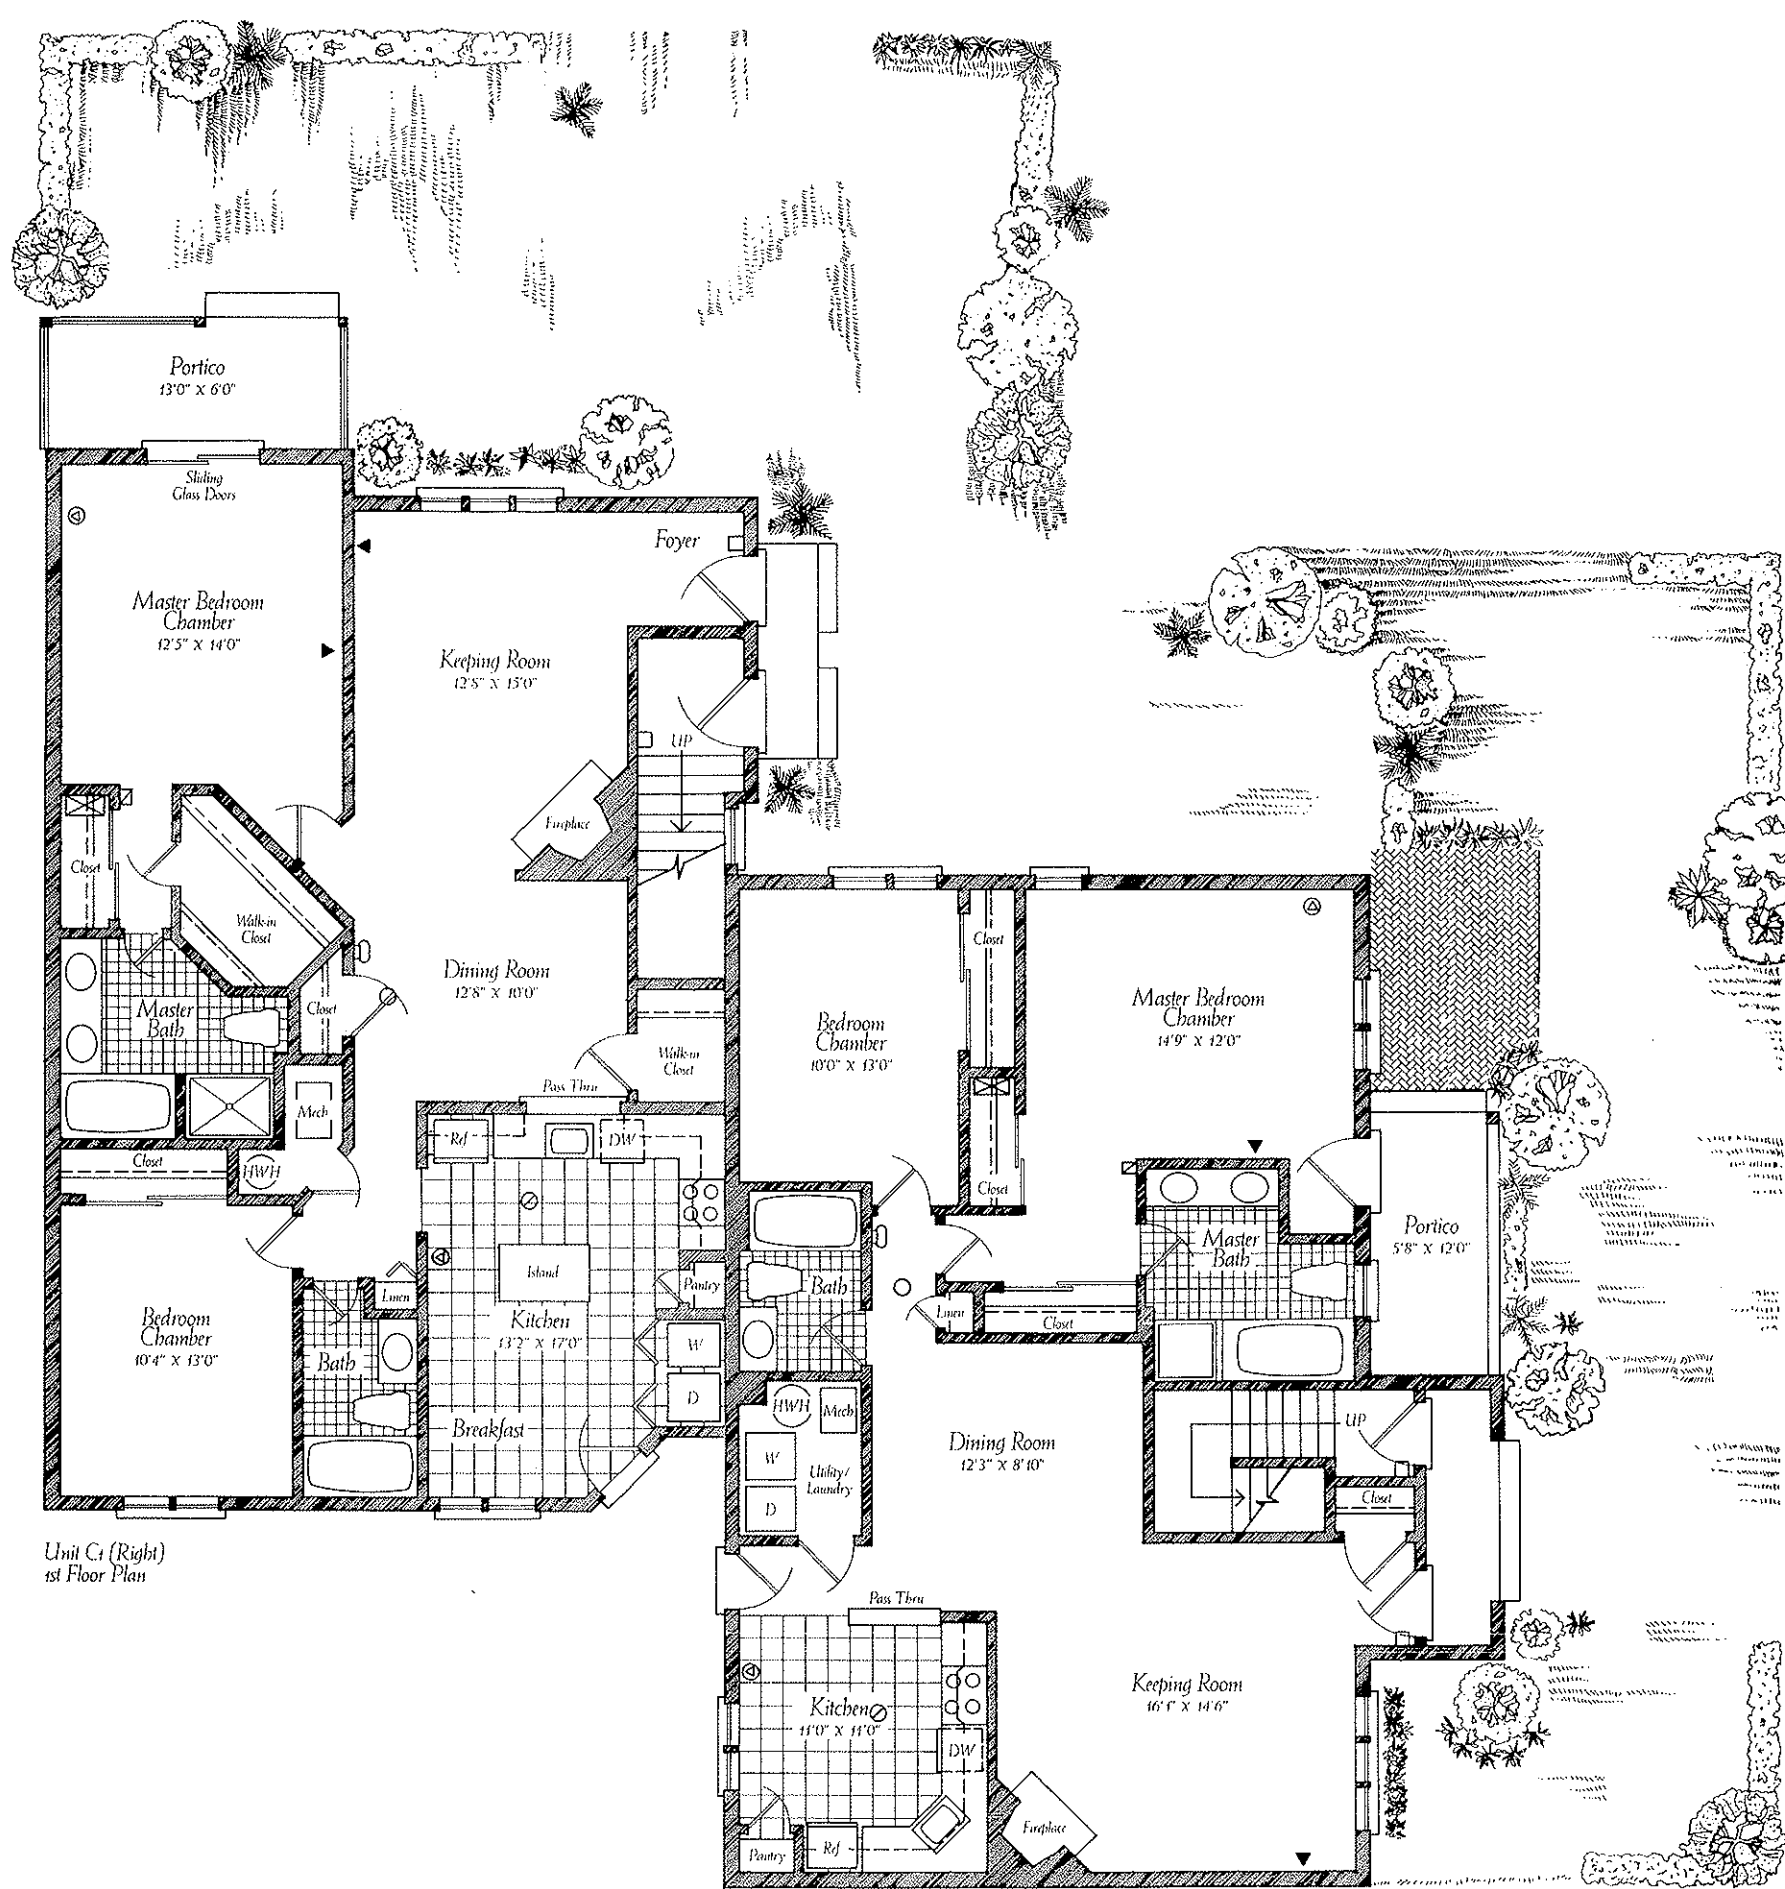 Portico
13'0" X 6'0"
Sliding
Glass Doors
Foyer
Master Bedroom
Chamber
12'5" X 14'0"
Keeping Room
12'8" X 15'0"
UP
Fireplace
Closet
Walk-in
Closet
Dining Room
12'8" X 10'0"
Master
Bath
Closet
Walk-in
Closet
Pass Thru
Mech
Ref
DW
Closet
HWH
Island
Pantry
Linen
Kitchen
13'2" X 17'0"
Bedroom
Chamber
10'4" X 13'0"
Bath
W
D
Breakfast
Unit C1 (Right)
1st Floor Plan
Closet
Bedroom
Chamber
10'0" X 13'0"
Master Bedroom
Chamber
14'9" X 12'0"
Closet
Master
Bath
Portico
5'8" X 12'0"
Bath
Linen
Closet
HWH
Mech
UP
Dining Room
12'3" X 8'10"
W
Utility/
Laundry
D
Closet
Pass Thru
Kitchen
11'0" X 11'0"
Keeping Room
16'1" X 14'6"
DW
Fireplace
Pantry
Ref